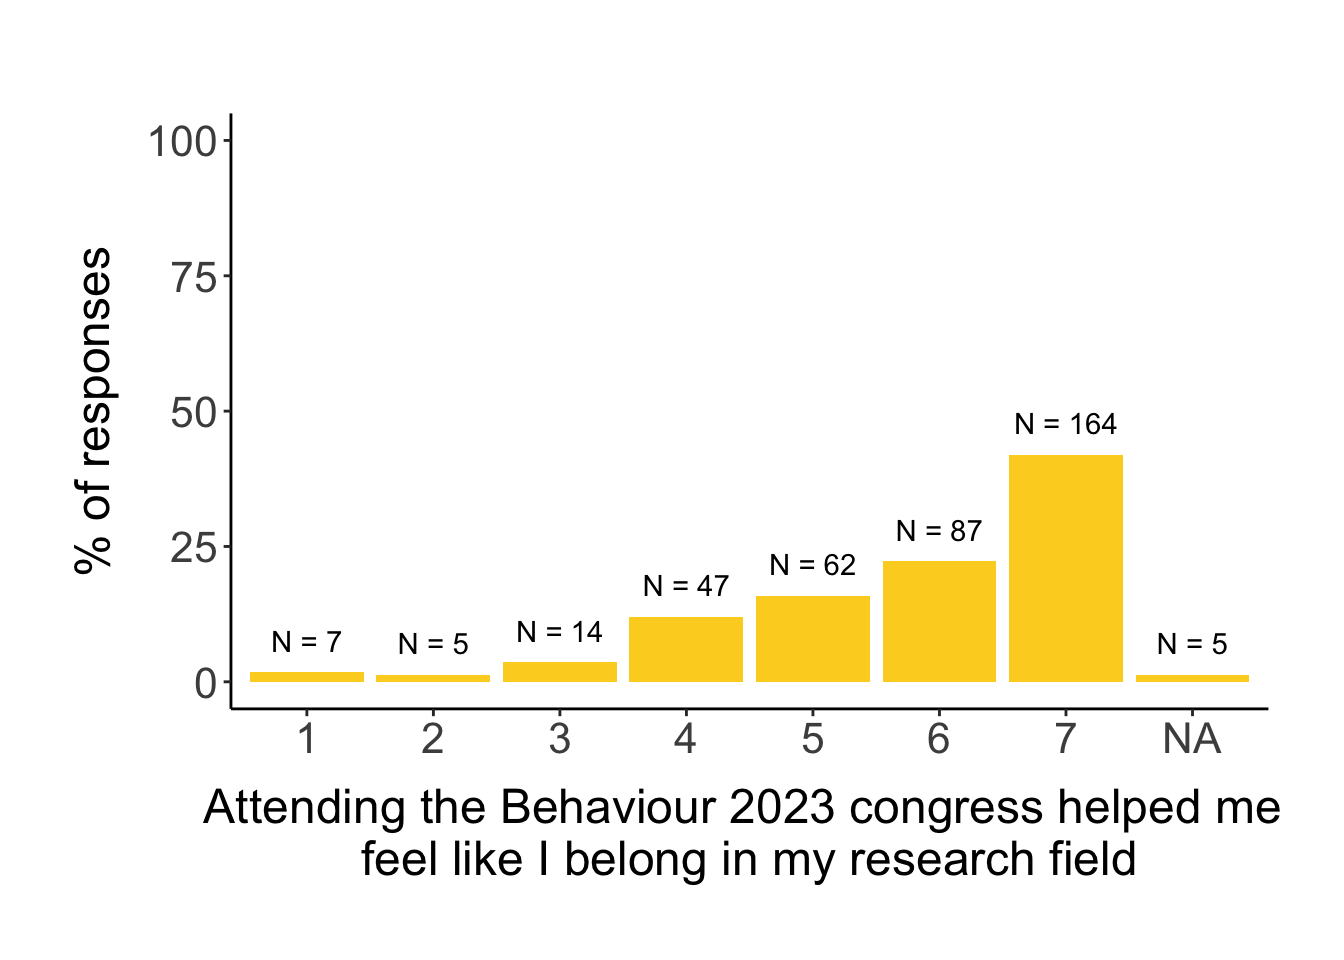 100
75
50
25
0
% of responses
N = 7
N = 5
N = 14
N = 47
N = 62
N = 87
N = 164
N = 5
1 2 3 4 5 6 7 NA
Attending the Behaviour 2023 congress helped me
feel like I belong in my research field